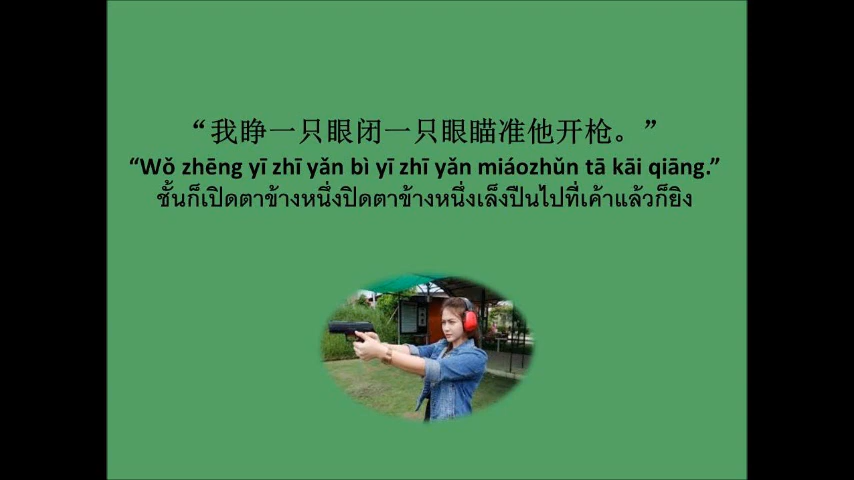 “我睁一只眼闭一只眼瞄准他开枪。”
“Wǒ zhēng yī zhī yǎn bì yī zhī yǎn miáozhǔn tā kāi qiāng.”
ชั้นก็เปิดตาข้างหนึ่งปิดตาข้างหนึ่งเล็งปืนไปที่เค้าแล้วก็ยิง